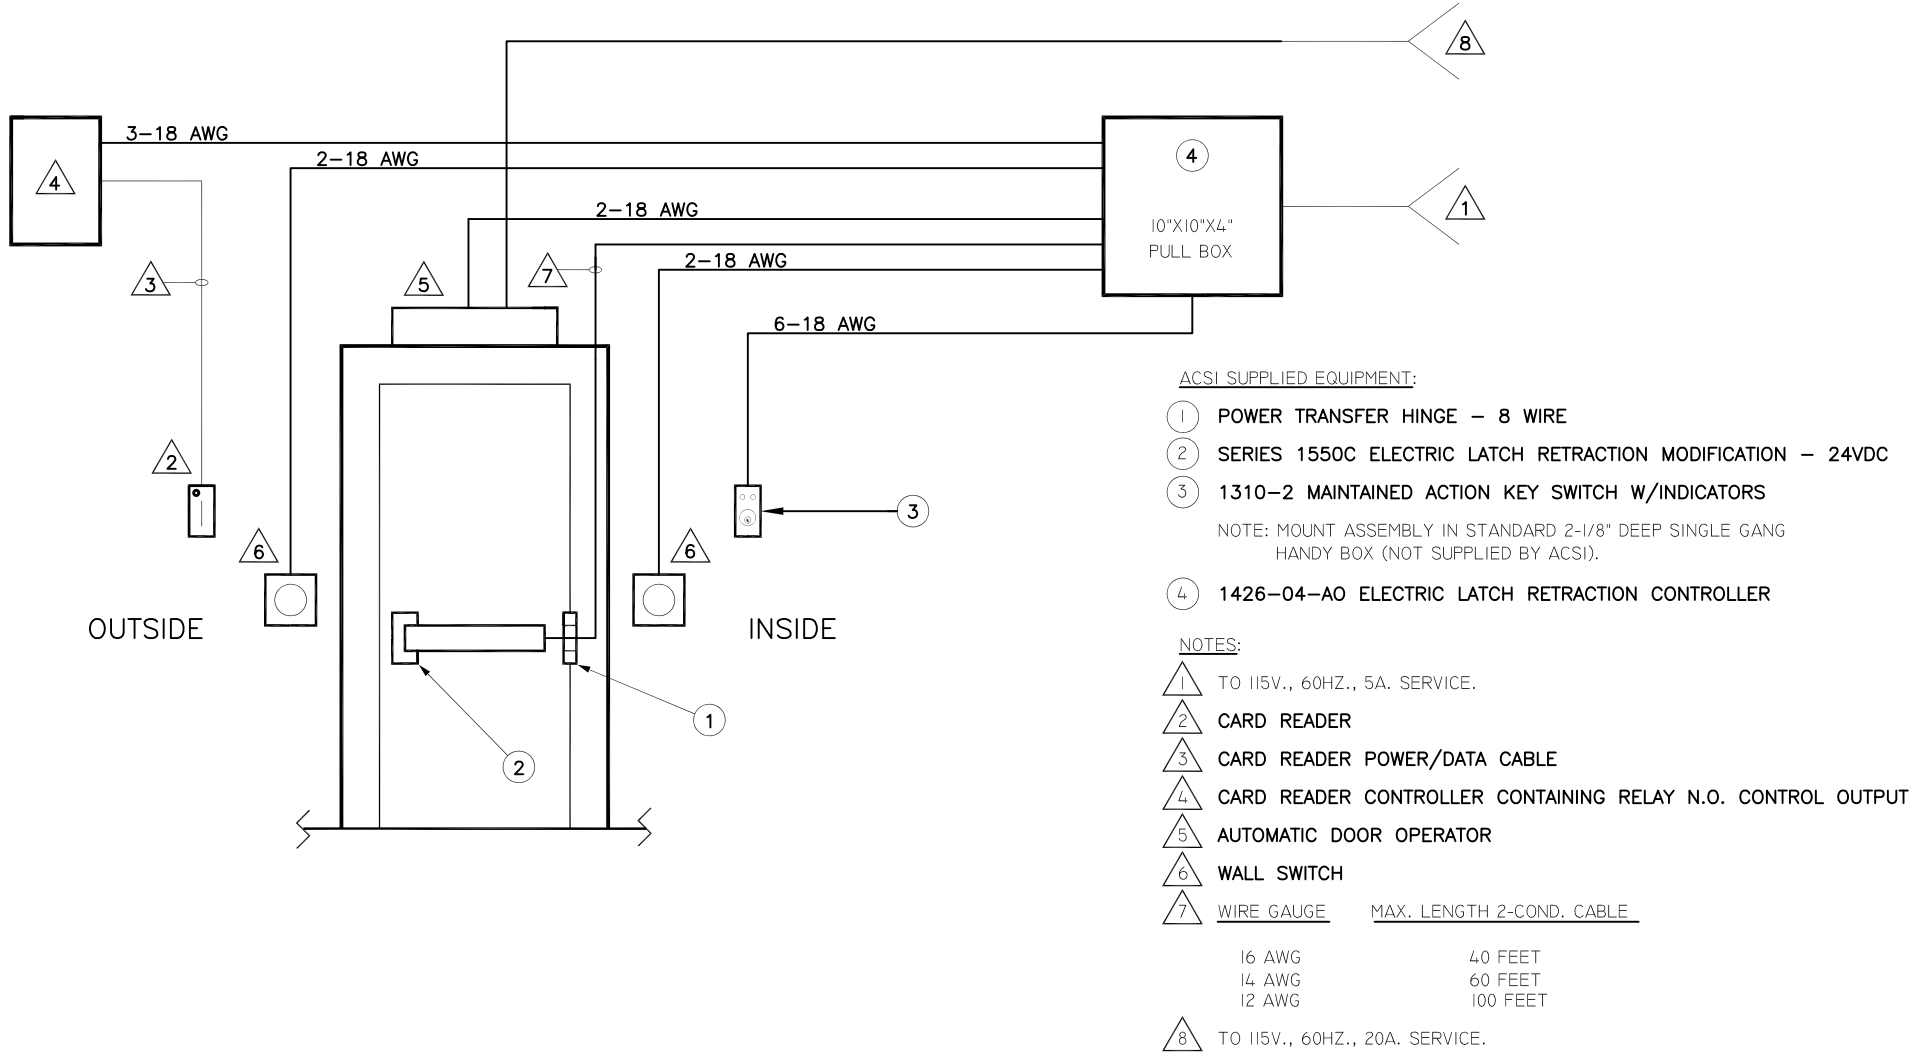 8
3-18 AWG
2-18 AWG
4
4
1
2-18 AWG
10"X10"X4"
PULL BOX
2-18 AWG
3
5
7
6-18 AWG
ACSI SUPPLIED EQUIPMENT:
1 POWER TRANSFER HINGE - 8 WIRE
2 SERIES 1550C ELECTRIC LATCH RETRACTION MODIFICATION - 24VDC
3 1310-2 MAINTAINED ACTION KEY SWITCH W/INDICATORS
NOTE: MOUNT ASSEMBLY IN STANDARD 2-1/8" DEEP SINGLE GANG
HANDY BOX (NOT SUPPLIED BY ACSI).
4 1426-04-AO ELECTRIC LATCH RETRACTION CONTROLLER
2
3
6
6
OUTSIDE
INSIDE
1
2
NOTES:
1 TO 115V., 60HZ., 5A. SERVICE.
2 CARD READER
3 CARD READER POWER/DATA CABLE
4 CARD READER CONTROLLER CONTAINING RELAY N.O. CONTROL OUTPUT
5 AUTOMATIC DOOR OPERATOR
6 WALL SWITCH
7 WIRE GAUGE MAX. LENGTH 2-COND. CABLE
16 AWG 40 FEET
14 AWG 60 FEET
12 AWG 100 FEET
8 TO 115V., 60HZ., 20A. SERVICE.